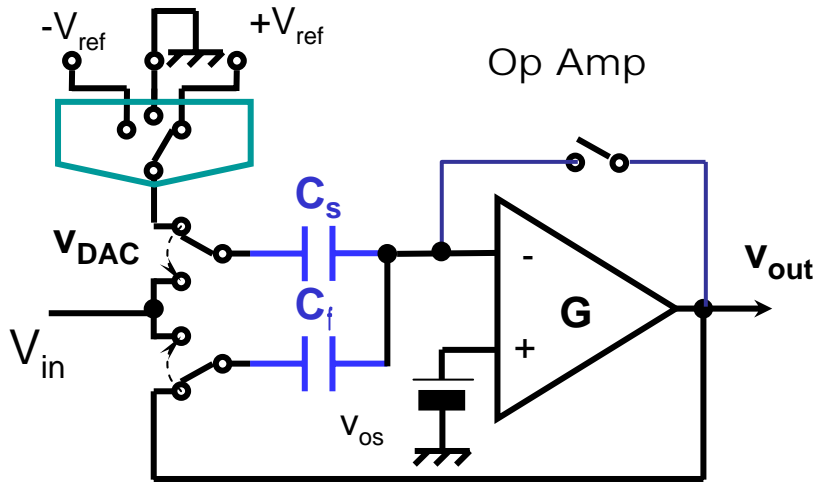 -Vref
+Vref
Op Amp
Cs
vDAC
vout
Cf
-
G
Vin
+
vos